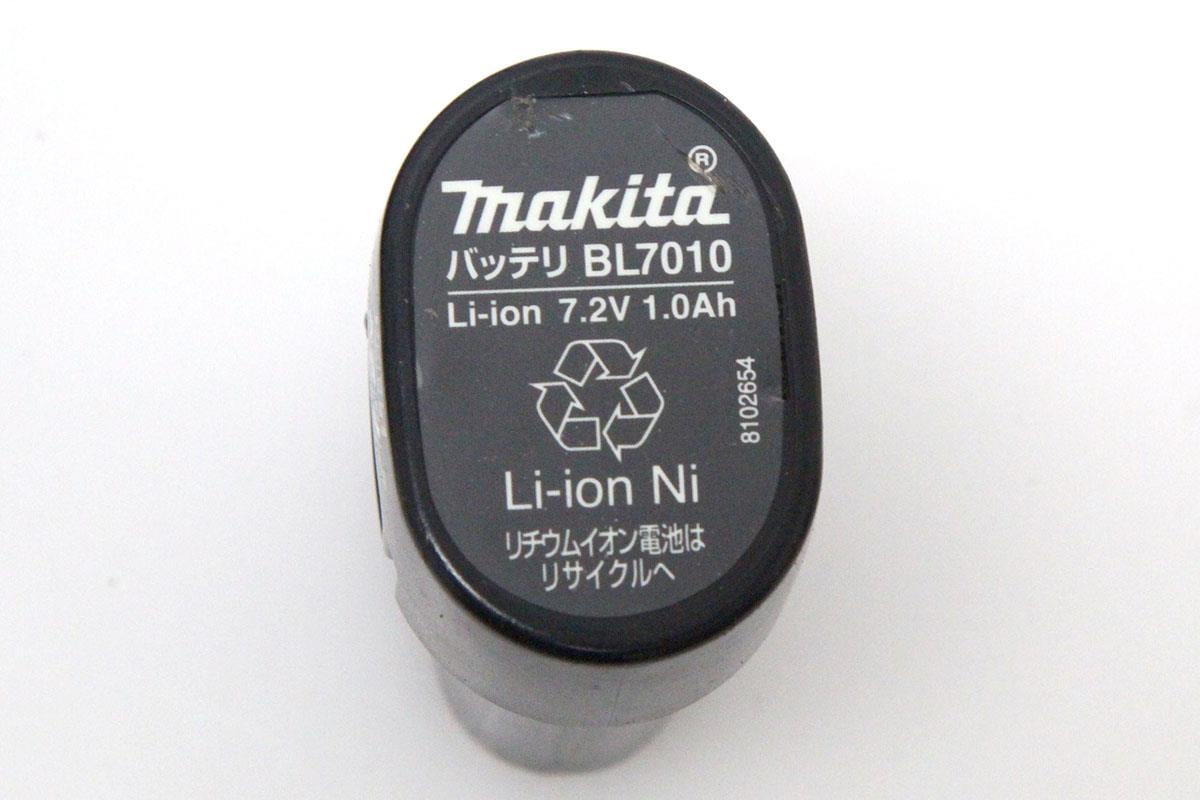 makita®
バッテリ BL7010
Li-ion 7.2V 1.0Ah
8102654
Li-ion Ni
リチウムイオン電池は
リサイクルへ